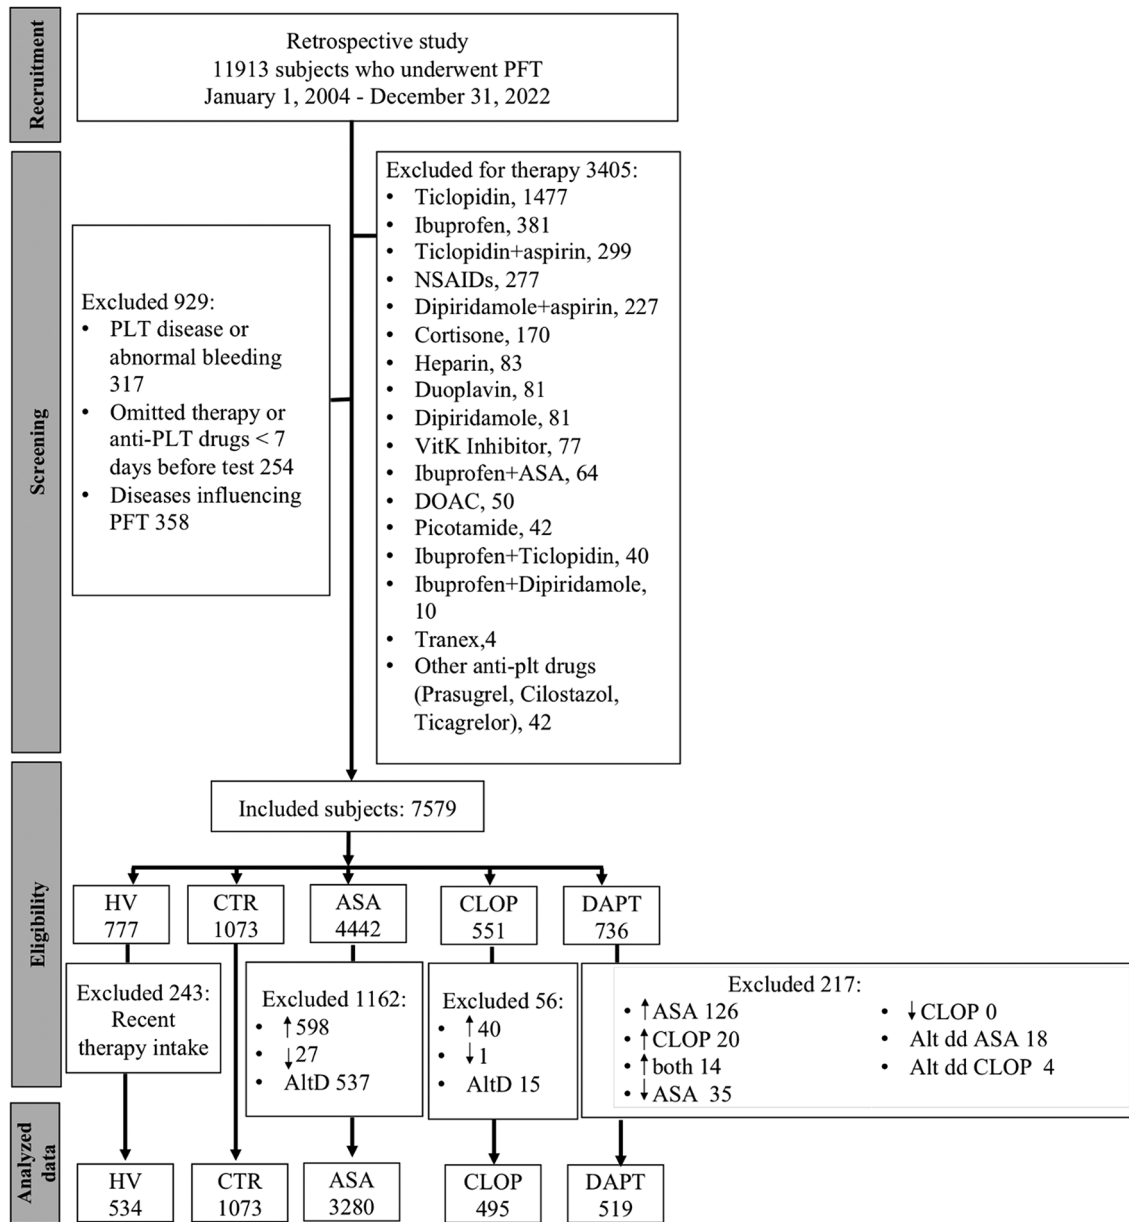 Recruitment
Retrospective study
11913 subjects who underwent PFT
January 1, 2004 - December 31, 2022
Screening
Excluded 929:
• PLT disease or
abnormal bleeding
317
• Omitted therapy or
anti-PLT drugs < 7
days before test 254
• Diseases influencing
PFT 358
Excluded for therapy 3405:
• Ticlopidin, 1477
• Ibuprofen, 381
• Ticlopidin+aspirin, 299
• NSAIDs, 277
• Dipiridamole+aspirin, 227
• Cortisone, 170
• Heparin, 83
• Duoplavin, 81
• Dipiridamole, 81
• VitK Inhibitor, 77
• Ibuprofen+ASA, 64
• DOAC, 50
• Picotamide, 42
• Ibuprofen+Ticlopidin, 40
• Ibuprofen+Dipiridamole,
10
• Tranex,4
• Other anti-plt drugs
(Prasugrel, Cilostazol,
Ticagrelor), 42
Eligibility
Included subjects: 7579
HV
777
CTR
1073
ASA
4442
CLOP
551
DAPT
736
Excluded 243:
Recent
therapy intake
Excluded 1162:
• ↑598
• ↓27
• AltD 537
Excluded 56:
• ↑40
• ↓1
• AltD 15
Excluded 217:
• ↑ASA 126
• ↑CLOP 20
• ↑both 14
• ↓ASA 35
• ↓CLOP 0
• Alt dd ASA 18
• Alt dd CLOP 4
Analyzed
data
HV
534
CTR
1073
ASA
3280
CLOP
495
DAPT
519